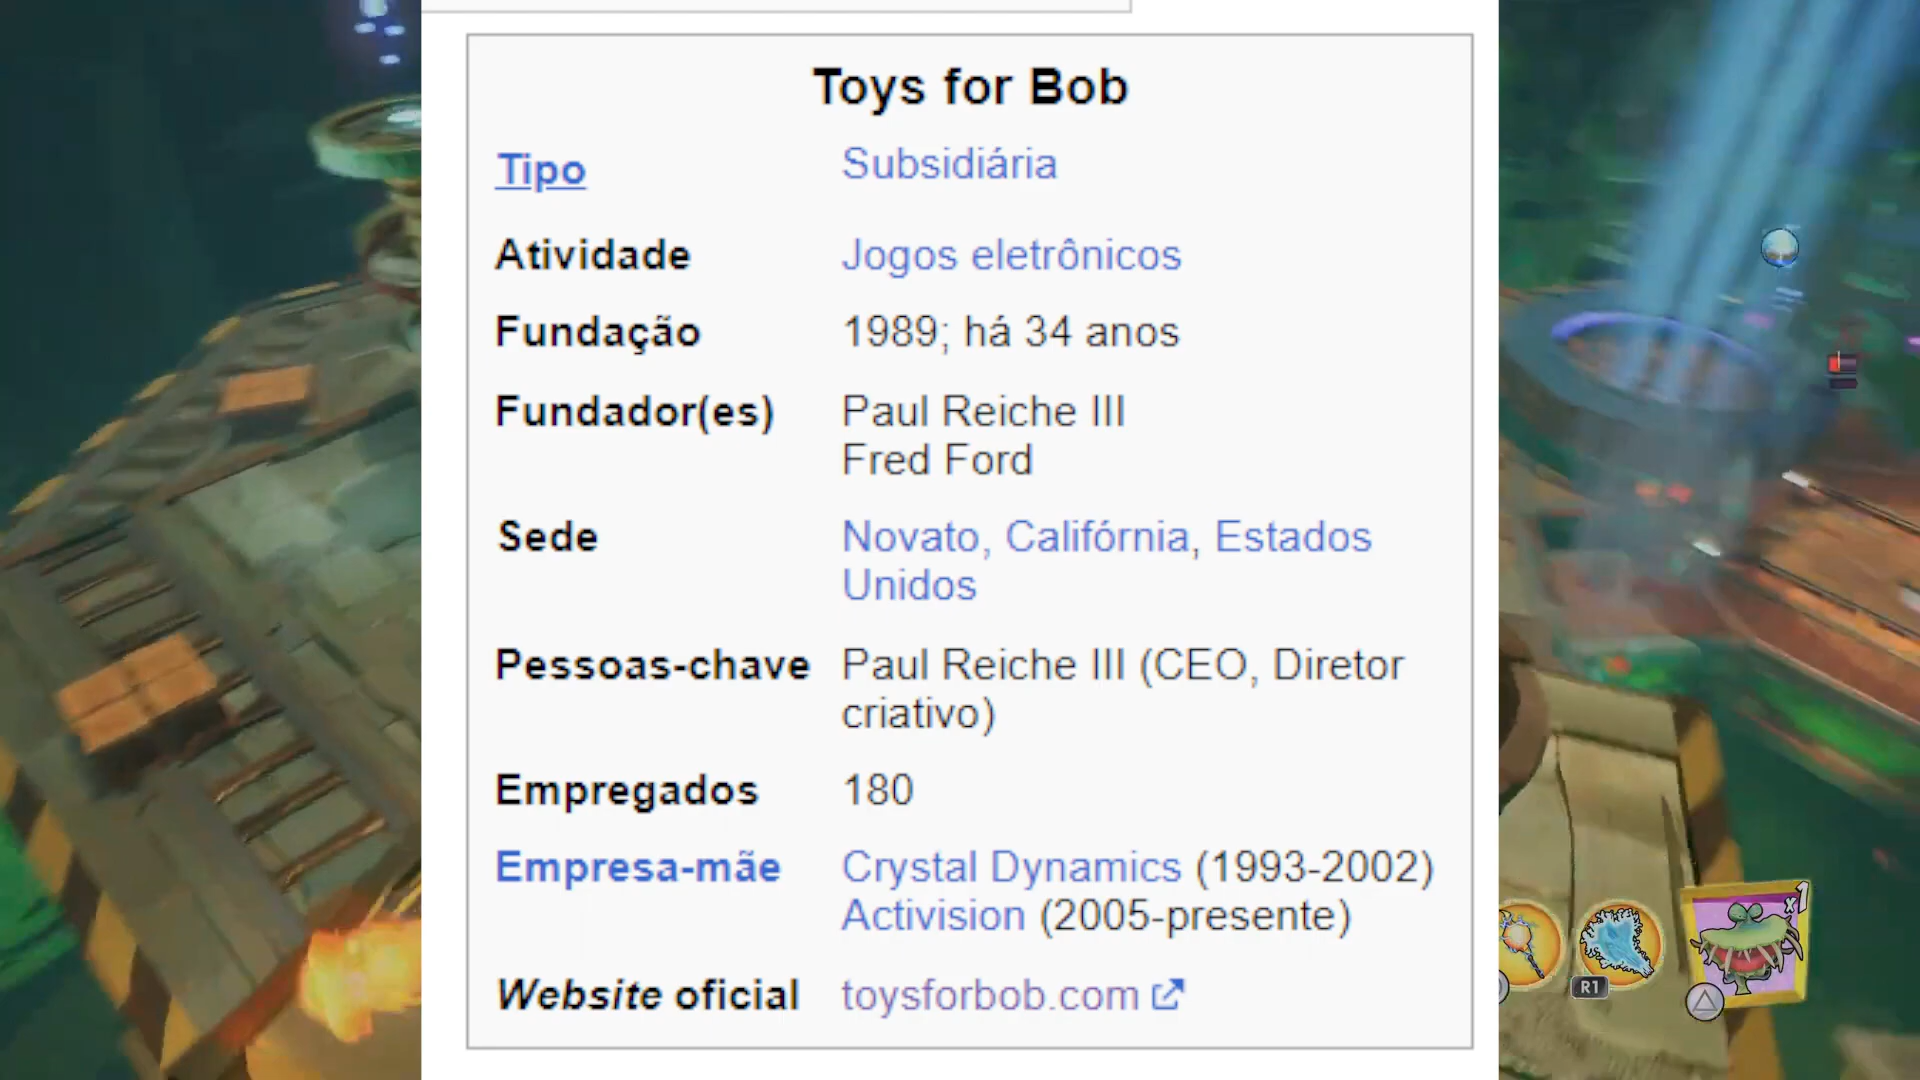 Toys for Bob
Tipo Subsidiária
Atividade Jogos eletrônicos
Fundação 1989; há 34 anos
Fundador(es) Paul Reiche III
Fred Ford
Sede Novato, Califórnia, Estados
Unidos
Pessoas-chave Paul Reiche III (CEO, Diretor
criativo)
Empregados 180
Empresa-mãe Crystal Dynamics (1993-2002)
Activision (2005-presente)
Website oficial toysforbob.com
x1
R1